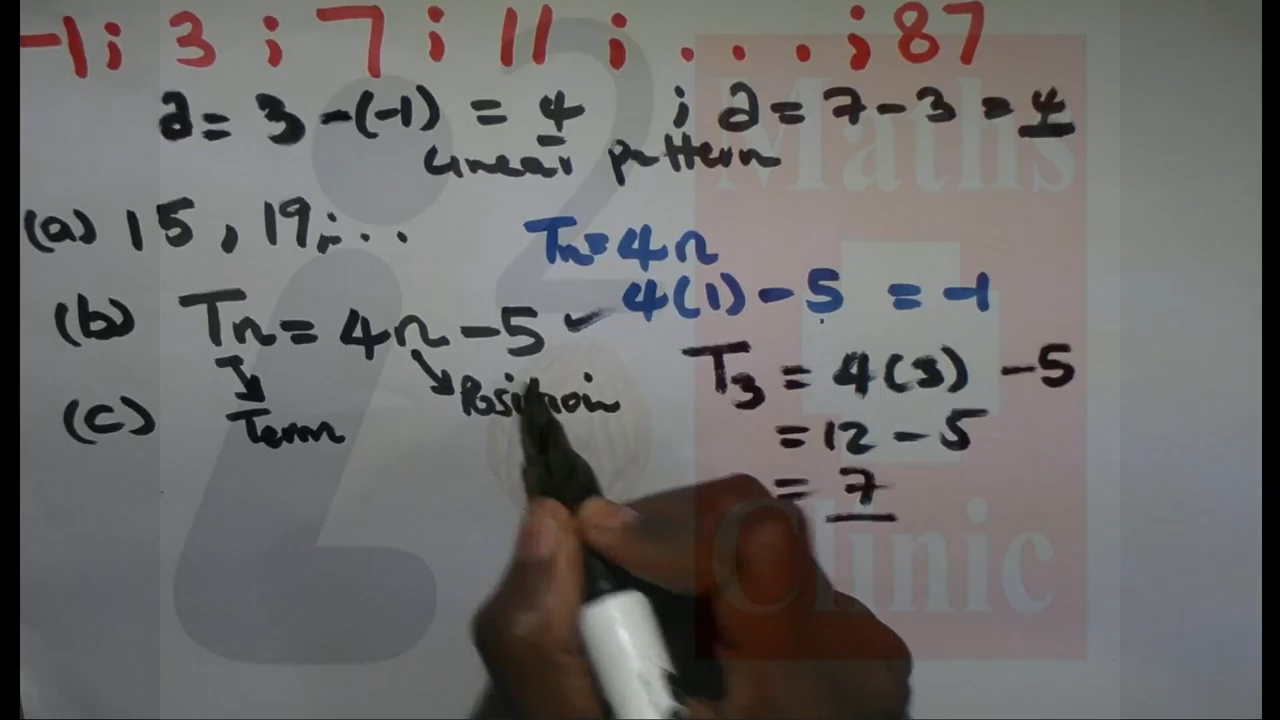 -1; 3 ; 7 ; 11 ; . . . ; 87
d = 3 -(-1) = 4 ; d = 7 - 3 = 4
Linear pattern
(a) 15 , 19; . .
Tn = 4n
4(1) - 5 = -1
(b) Tn = 4n - 5 ✓
Term
Position
(c)
T3 = 4(3) - 5
= 12 - 5
= 7
i2
Maths
Clinic